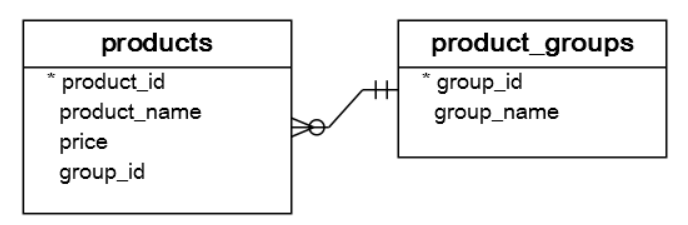 products
* product_id
product_name
price
group_id
product_groups
* group_id
group_name